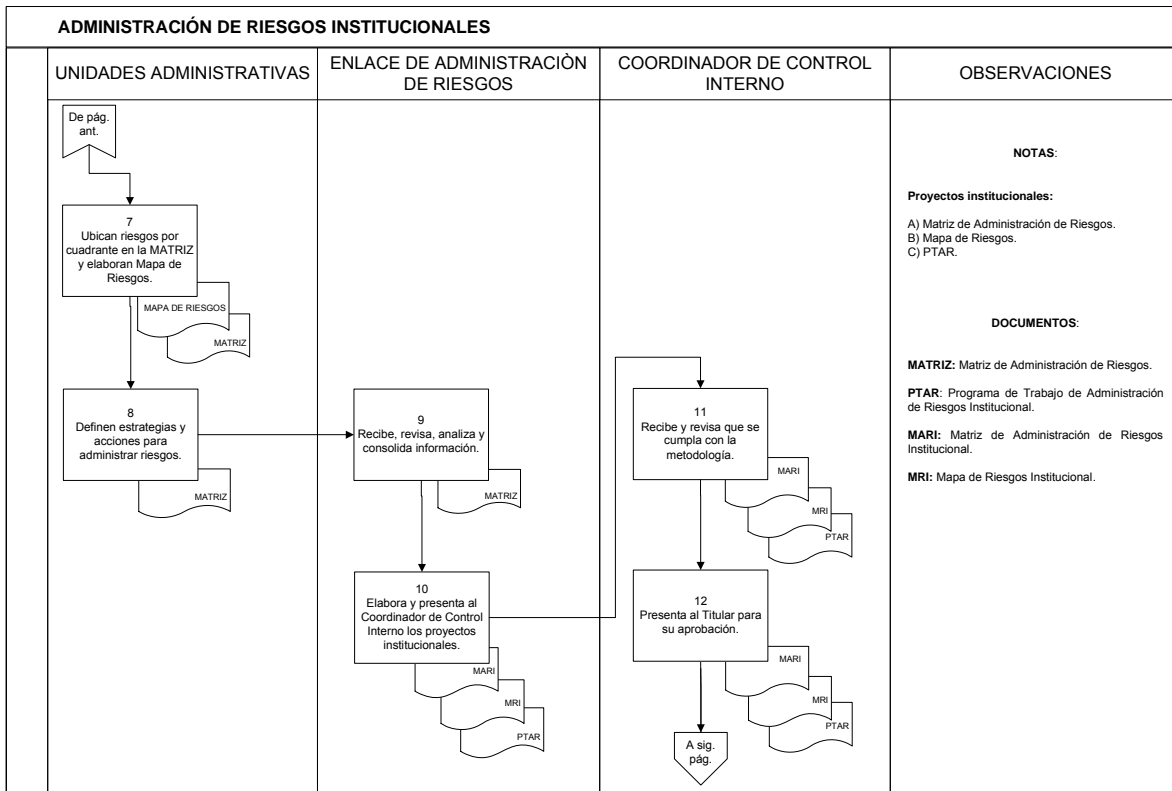 ADMINISTRACIÓN DE RIESGOS INSTITUCIONALES
UNIDADES ADMINISTRATIVAS
ENLACE DE ADMINISTRACIÒN
DE RIESGOS
COORDINADOR DE CONTROL
INTERNO
OBSERVACIONES
De pág.
ant.
7
Ubican riesgos por
cuadrante en la MATRIZ
y elaboran Mapa de
Riesgos.
MAPA DE RIESGOS
MATRIZ
8
Definen estrategias y
acciones para
administrar riesgos.
MATRIZ
9
Recibe, revisa, analiza y
consolida información.
MATRIZ
10
Elabora y presenta al
Coordinador de Control
Interno los proyectos
institucionales.
MARI
MRI
PTAR
11
Recibe y revisa que se
cumpla con la
metodología.
MARI
MRI
PTAR
12
Presenta al Titular para
su aprobación.
MARI
MRI
PTAR
A sig.
pág.
NOTAS:
Proyectos institucionales:
A) Matriz de Administración de Riesgos.
B) Mapa de Riesgos.
C) PTAR.
DOCUMENTOS:
MATRIZ: Matriz de Administración de Riesgos.
PTAR: Programa de Trabajo de Administración
de Riesgos Institucional.
MARI: Matriz de Administración de Riesgos
Institucional.
MRI: Mapa de Riesgos Institucional.